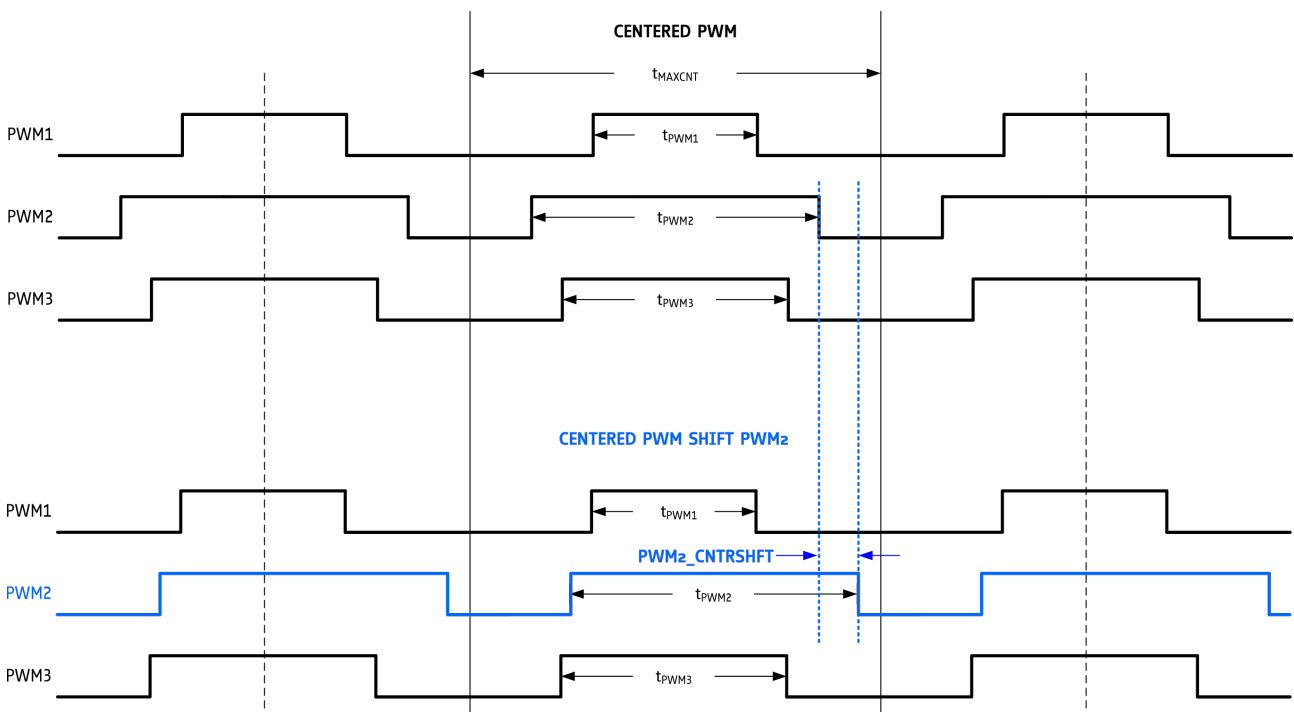 CENTERED PWM
tMAXCNT
PWM1
tPWM1
PWM2
tPWM2
PWM3
tPWM3
CENTERED PWM SHIFT PWM2
PWM1
tPWM1
PWM2_CNTRSHFT
PWM2
tPWM2
PWM3
tPWM3